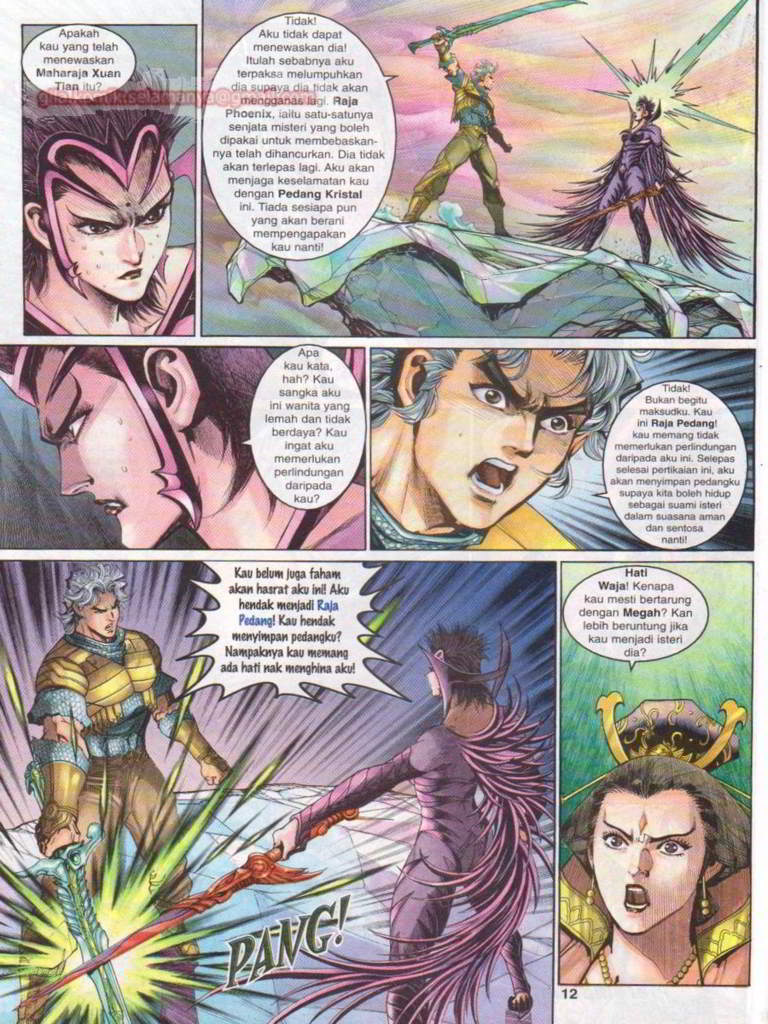 Apakah
kau yang telah
menewaskan
Maharaja Xuan
Tian itu?
Tidak!
Aku tidak dapat
menewaskan dia!
Itulah sebabnya aku
terpaksa melumpuhkan
dia supaya dia tidak akan
mengganas lagi. Raja
Phoenix, iaitu satu-satunya
senjata misteri yang boleh
dipakai untuk membebaskan-
nya telah dihancurkan. Dia tidak
akan terlepas lagi. Aku akan
menjaga keselamatan kau
dengan Pedang Kristal
ini. Tiada sesiapa pun
yang akan berani
mempengapakan
kau nanti!
Apa
kau kata,
hah? Kau
sangka aku
ini wanita yang
lemah dan tidak
berdaya? Kau
ingat aku
memerlukan
perlindungan
daripada
kau?
Tidak!
Bukan begitu
maksudku. Kau
ini Raja Pedang!
kau memang tidak
memerlukan perlindungan
daripada aku ini. Selepas
selesai pertikaian ini, aku
akan menyimpan pedangku
supaya kita boleh hidup
sebagai suami isteri
dalam suasana aman
dan sentosa
nanti!
Kau belum juga faham
akan hasrat aku ini! Aku
hendak menjadi Raja
Pedang! Kau hendak
menyimpan pedangku?
Nampaknya kau memang
ada hati nak menghina aku!
PANG!
Hati
Waja! Kenapa
kau mesti bertarung
dengan Megah? Kan
lebih beruntung jika
kau menjadi isteri
dia?
12